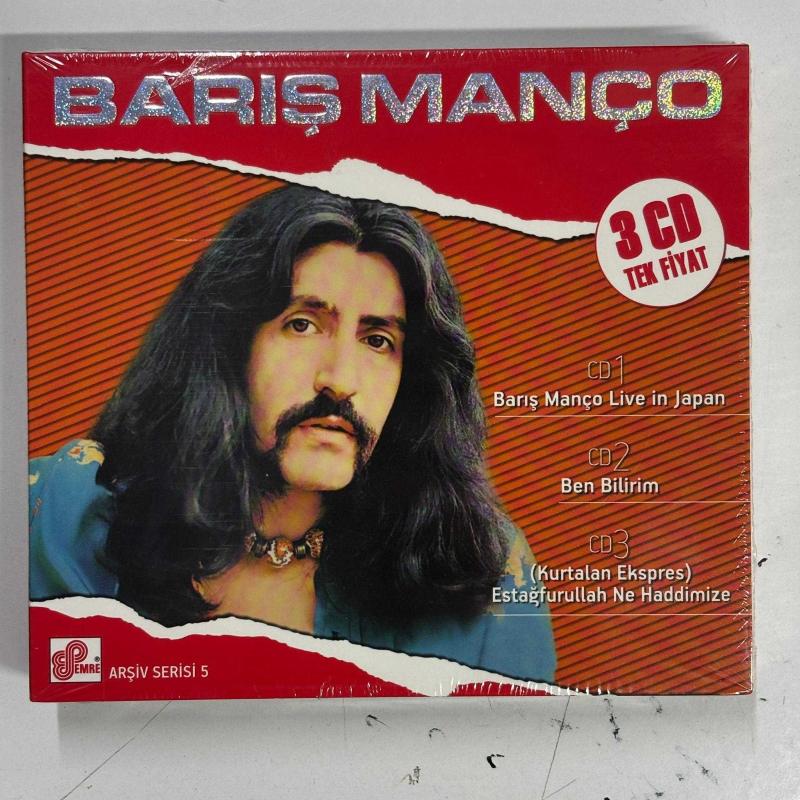 BARIŞ MANÇO
3 CD
TEK FİYAT
CD1
Barış Manço Live in Japan
CD2
Ben Bilirim
CD3
(Kurtalan Ekspres)
Estağfurullah Ne Haddimize
EMRE ®
ARŞİV SERİSİ 5